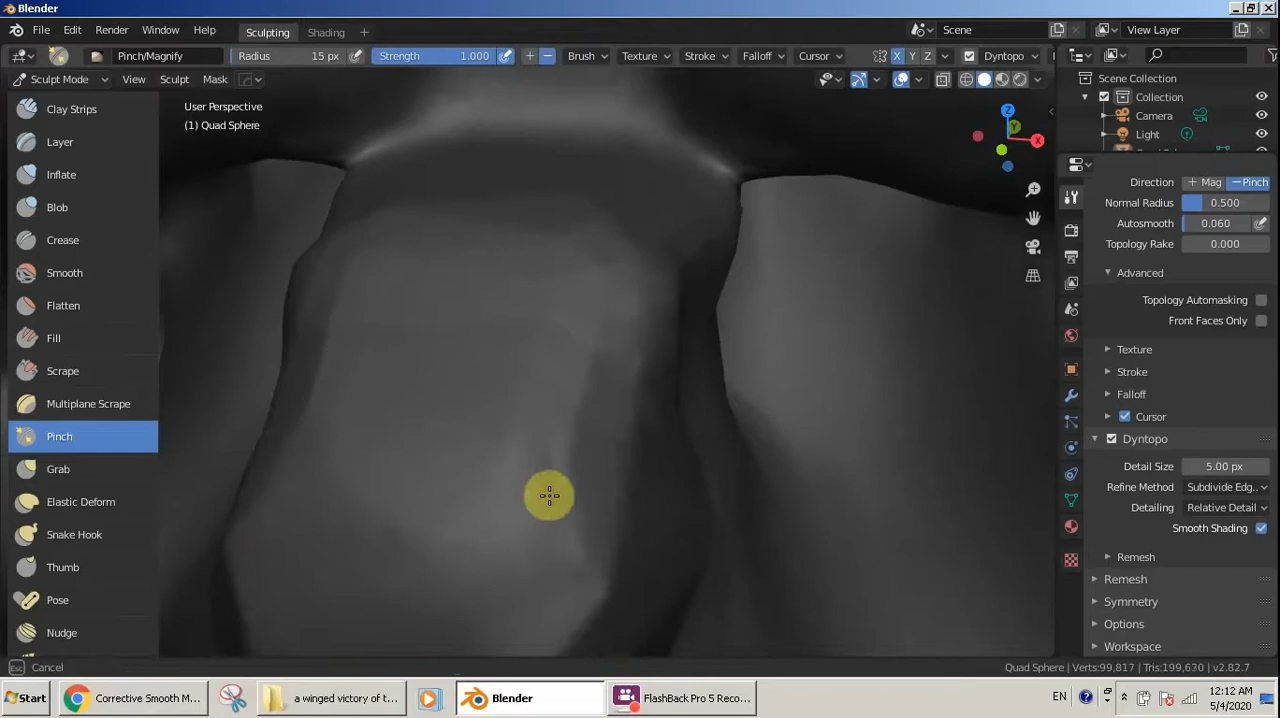 Blender
File Edit Render Window Help Sculpting Shading Scene View Layer
Pinch/Magnify Radius 15 px Strength 1.000 Brush Texture Stroke Falloff Cursor X Y Z Dyntopo
Sculpt Mode View Sculpt Mask
Scene Collection
Collection
Camera
Light
User Perspective
(1) Quad Sphere
Z
Y
X
Clay Strips
Layer
Inflate
Blob
Crease
Smooth
Flatten
Fill
Scrape
Multiplane Scrape
Pinch
Grab
Elastic Deform
Snake Hook
Thumb
Pose
Nudge
Direction Mag Pinch
Normal Radius 0.500
Autosmooth 0.060
Topology Rake 0.000
Advanced
Topology Automasking
Front Faces Only
Texture
Stroke
Falloff
Cursor
Dyntopo
Detail Size 5.00 px
Refine Method Subdivide Edg..
Detailing Relative Detail
Smooth Shading
Remesh
Remesh
Symmetry
Options
Workspace
Esc Cancel Quad Sphere | Verts:99,817 | Tris:199,630 | v2.82.7
Start Corrective Smooth M... a winged victory of t... Blender FlashBack Pro 5 Reco... EN 12:12 AM
5/4/2020